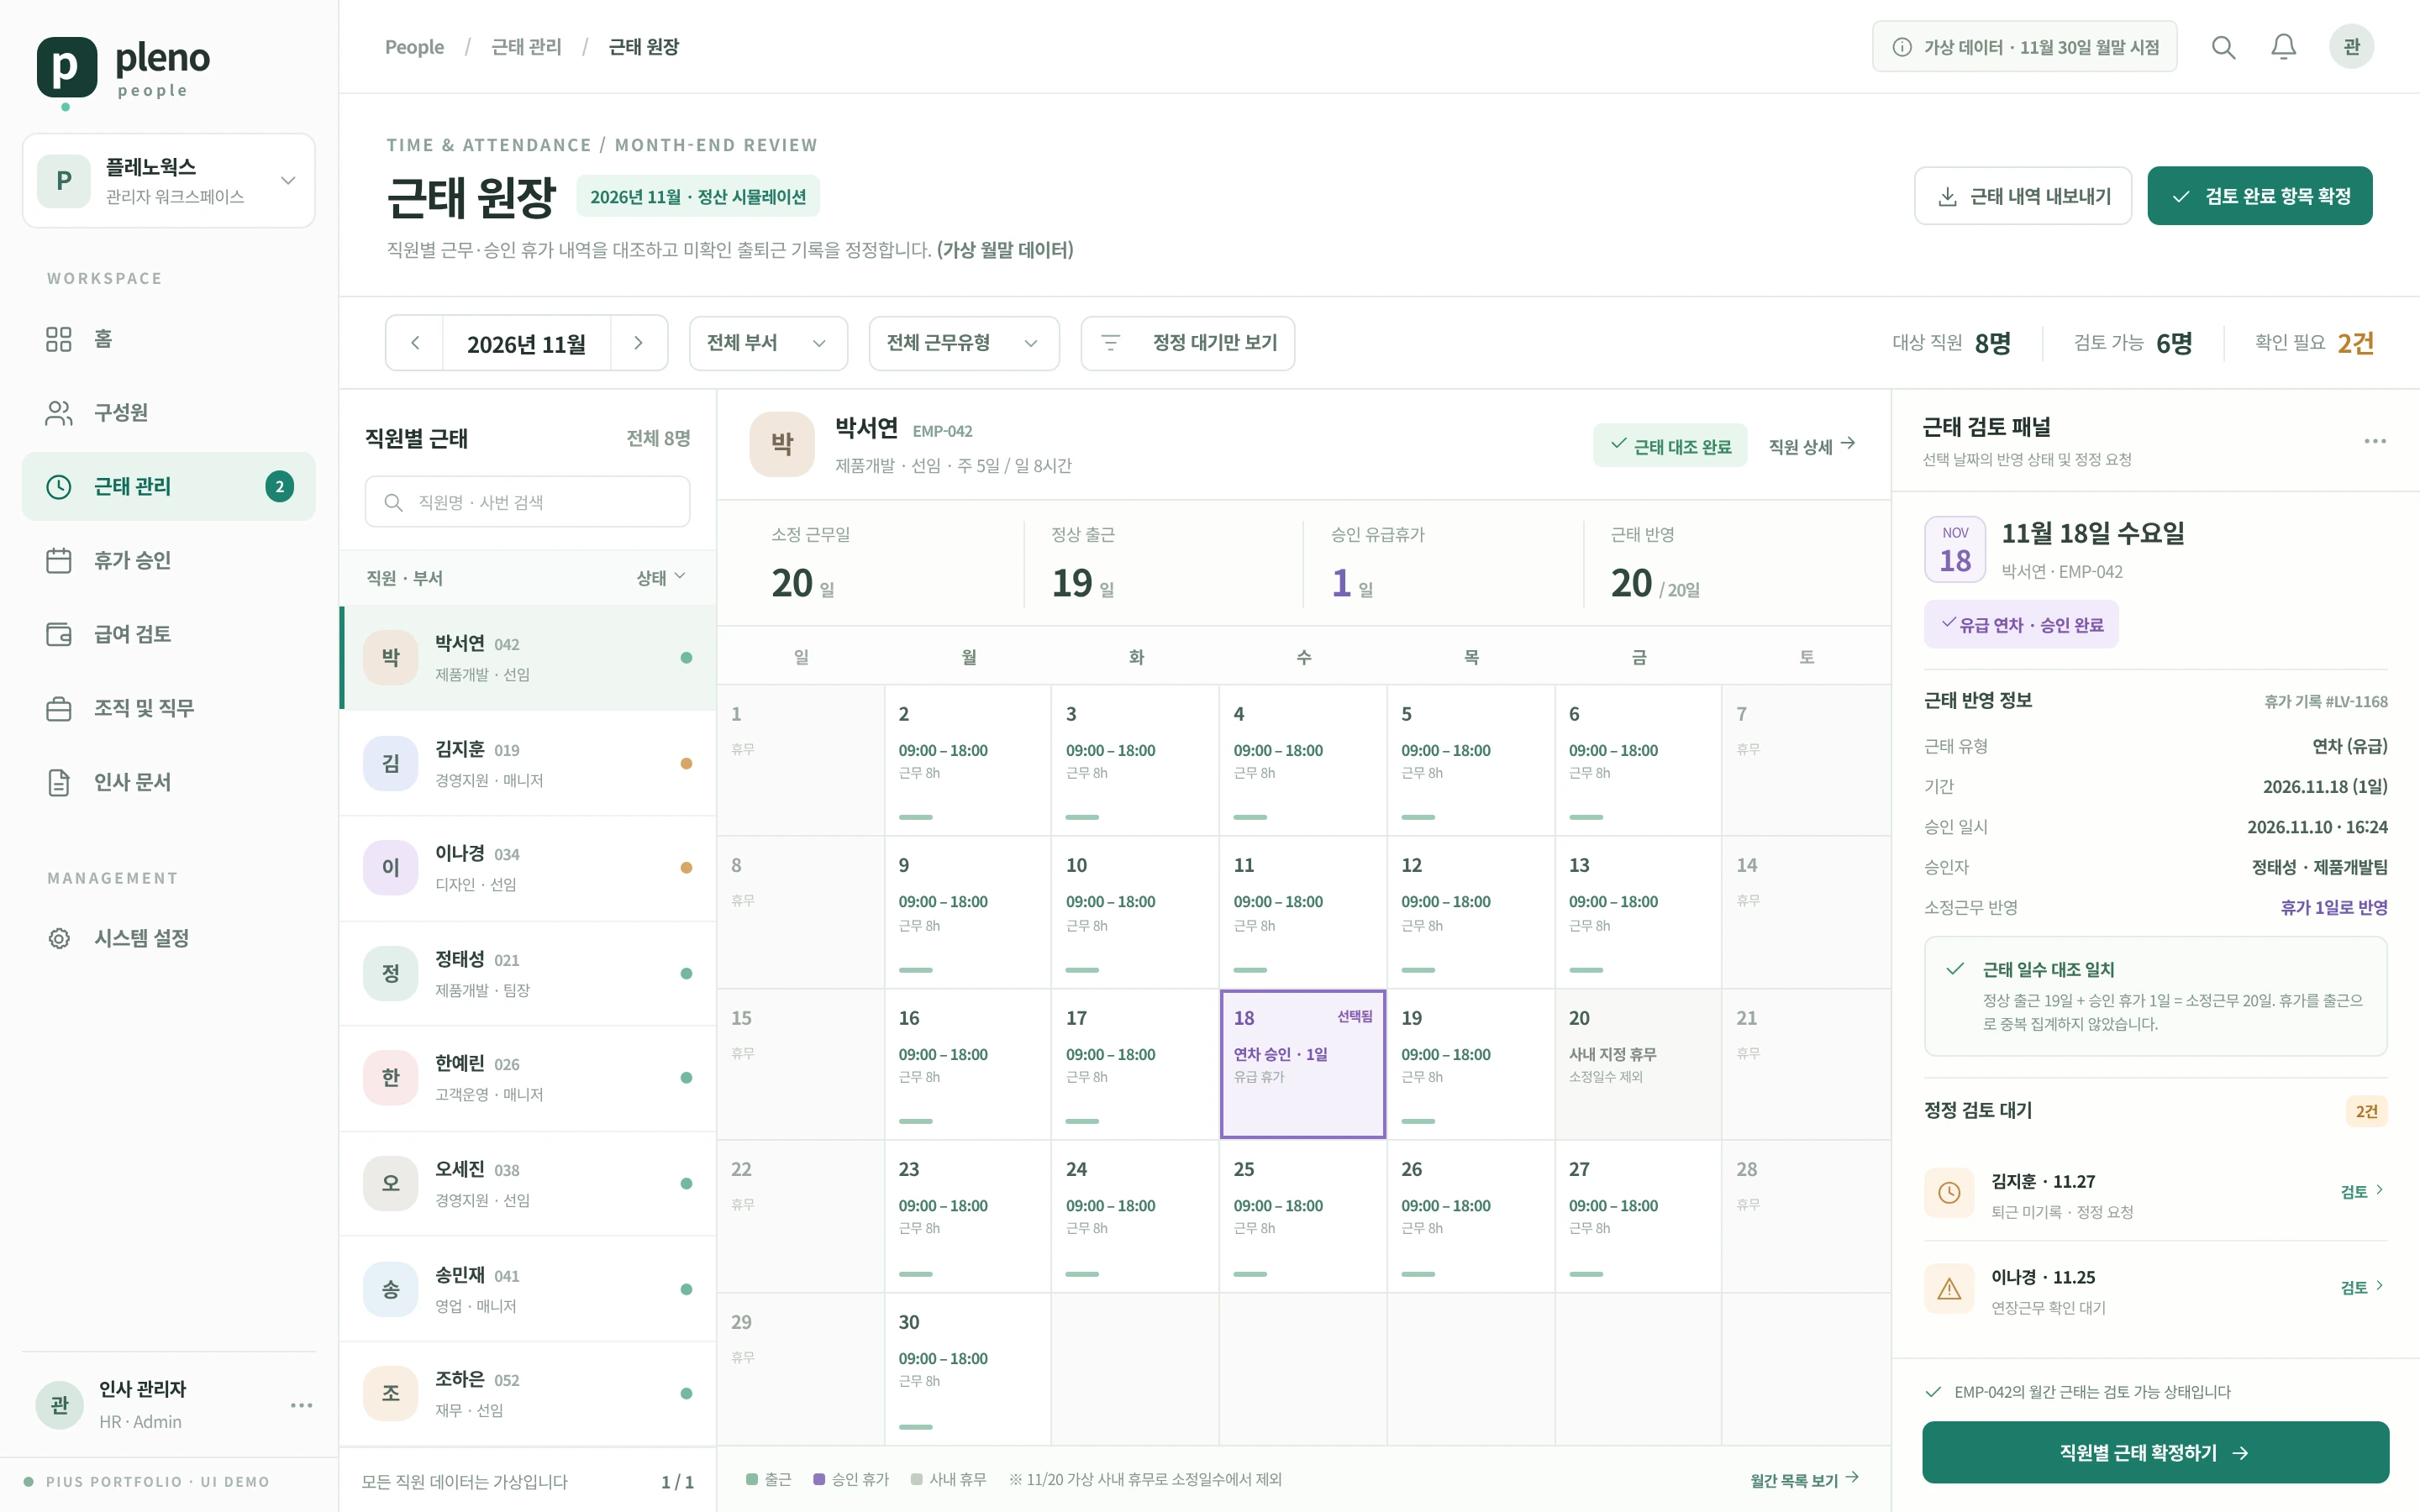 p
pleno
people
P
플레노웍스
관리자 워크스페이스
WORKSPACE
홈
구성원
근태 관리
2
휴가 승인
급여 검토
조직 및 직무
인사 문서
MANAGEMENT
시스템 설정
관
인사 관리자
HR · Admin
PIUS PORTFOLIO · UI DEMO
People / 근태 관리 / 근태 원장
가상 데이터 · 11월 30일 월말 시점
관
TIME & ATTENDANCE / MONTH-END REVIEW
근태 원장
2026년 11월 · 정산 시뮬레이션
직원별 근무·승인 휴가 내역을 대조하고 미확인 출퇴근 기록을 정정합니다. (가상 월말 데이터)
근태 내역 내보내기
검토 완료 항목 확정
2026년 11월
전체 부서
전체 근무유형
정정 대기만 보기
대상 직원 8명
검토 가능 6명
확인 필요 2건
직원별 근태
전체 8명
직원명 · 사번 검색
직원 · 부서
상태
박
박서연 042
제품개발 · 선임
김
김지훈 019
경영지원 · 매니저
이
이나경 034
디자인 · 선임
정
정태성 021
제품개발 · 팀장
한
한예린 026
고객운영 · 매니저
오
오세진 038
경영지원 · 선임
송
송민재 041
영업 · 매니저
조
조하은 052
재무 · 선임
모든 직원 데이터는 가상입니다
1 / 1
박
박서연 EMP-042
제품개발 · 선임 · 주 5일 / 일 8시간
근태 대조 완료
직원 상세
소정 근무일
20 일
정상 출근
19 일
승인 유급휴가
1 일
근태 반영
20 / 20일
일 월 화 수 목 금 토
1
휴무
2
09:00 – 18:00
근무 8h
3
09:00 – 18:00
근무 8h
4
09:00 – 18:00
근무 8h
5
09:00 – 18:00
근무 8h
6
09:00 – 18:00
근무 8h
7
휴무
8
휴무
9
09:00 – 18:00
근무 8h
10
09:00 – 18:00
근무 8h
11
09:00 – 18:00
근무 8h
12
09:00 – 18:00
근무 8h
13
09:00 – 18:00
근무 8h
14
휴무
15
휴무
16
09:00 – 18:00
근무 8h
17
09:00 – 18:00
근무 8h
18 선택됨
연차 승인 · 1일
유급 휴가
19
09:00 – 18:00
근무 8h
20
사내 지정 휴무
소정일수 제외
21
휴무
22
휴무
23
09:00 – 18:00
근무 8h
24
09:00 – 18:00
근무 8h
25
09:00 – 18:00
근무 8h
26
09:00 – 18:00
근무 8h
27
09:00 – 18:00
근무 8h
28
휴무
29
휴무
30
09:00 – 18:00
근무 8h
출근
승인 휴가
사내 휴무
※ 11/20 가상 사내 휴무로 소정일수에서 제외
월간 목록 보기
근태 검토 패널
선택 날짜의 반영 상태 및 정정 요청
NOV
18
11월 18일 수요일
박서연 · EMP-042
유급 연차 · 승인 완료
근태 반영 정보
휴가 기록 #LV-1168
근태 유형 연차 (유급)
기간 2026.11.18 (1일)
승인 일시 2026.11.10 · 16:24
승인자 정태성 · 제품개발팀
소정근무 반영 휴가 1일로 반영
근태 일수 대조 일치
정상 출근 19일 + 승인 휴가 1일 = 소정근무 20일. 휴가를 출근으
로 중복 집계하지 않았습니다.
정정 검토 대기
2건
김지훈 · 11.27
퇴근 미기록 · 정정 요청
검토
이나경 · 11.25
연장근무 확인 대기
검토
EMP-042의 월간 근태는 검토 가능 상태입니다
직원별 근태 확정하기